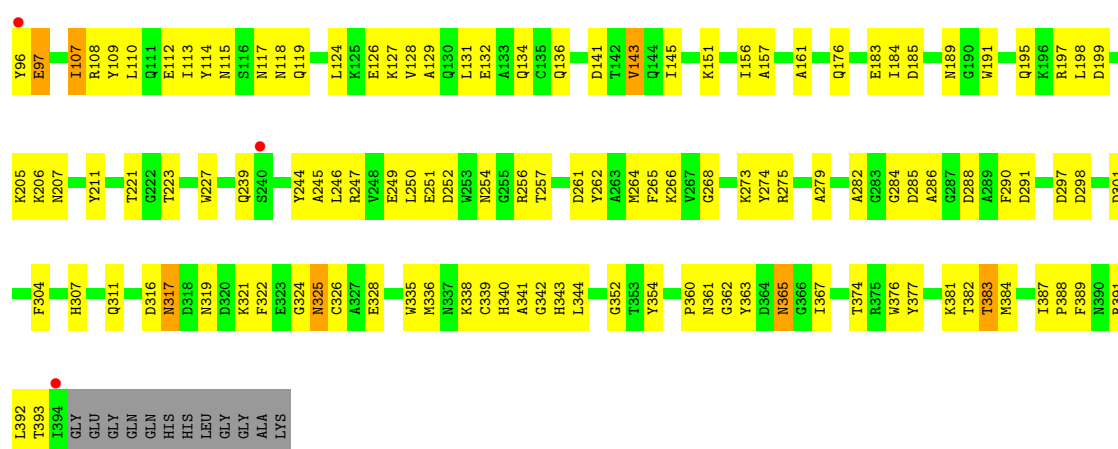 Y96 E97 I107 R108 Y109 L110 Q111 E112 I113 Y114 N115 S116 N117 N118 Q119 L124 K125 E126 K127 V128 A129 Q130 L131 E132 A133 Q134 C135 Q136 D141 T142 V143 Q144 I145 K151 I156 A157 A161 Q176 E183 I184 D185 N189 G190 W191 Q195 K196 R197 L198 D199
K205 K206 N207 Y211 T221 G222 T223 W227 Q239 S240 Y244 A245 L246 R247 V248 E249 L250 E251 D252 W253 N254 G255 R256 T257 D261 Y262 A263 M264 F265 K266 V267 G268 K273 Y274 R275 A279 A282 G283 G284 D285 A286 G287 D288 A289 F290 D291 D297 D298
F304 H307 Q311 D316 N317 D318 N319 D320 K321 F322 E323 G324 N325 C326 A327 E328 W335 M336 N337 K338 C339 H340 A341 G342 H343 L344 G352 T353 Y354 P360 N361 G362 Y363 D364 N365 G366 I367 T374 R375 W376 Y377 K381 T382 T383 M384 I387 P388 F389 N390
L392 T393 I394 GLY GLU GLY GLN GLN HIS HIS LEU GLY GLY ALA LYS